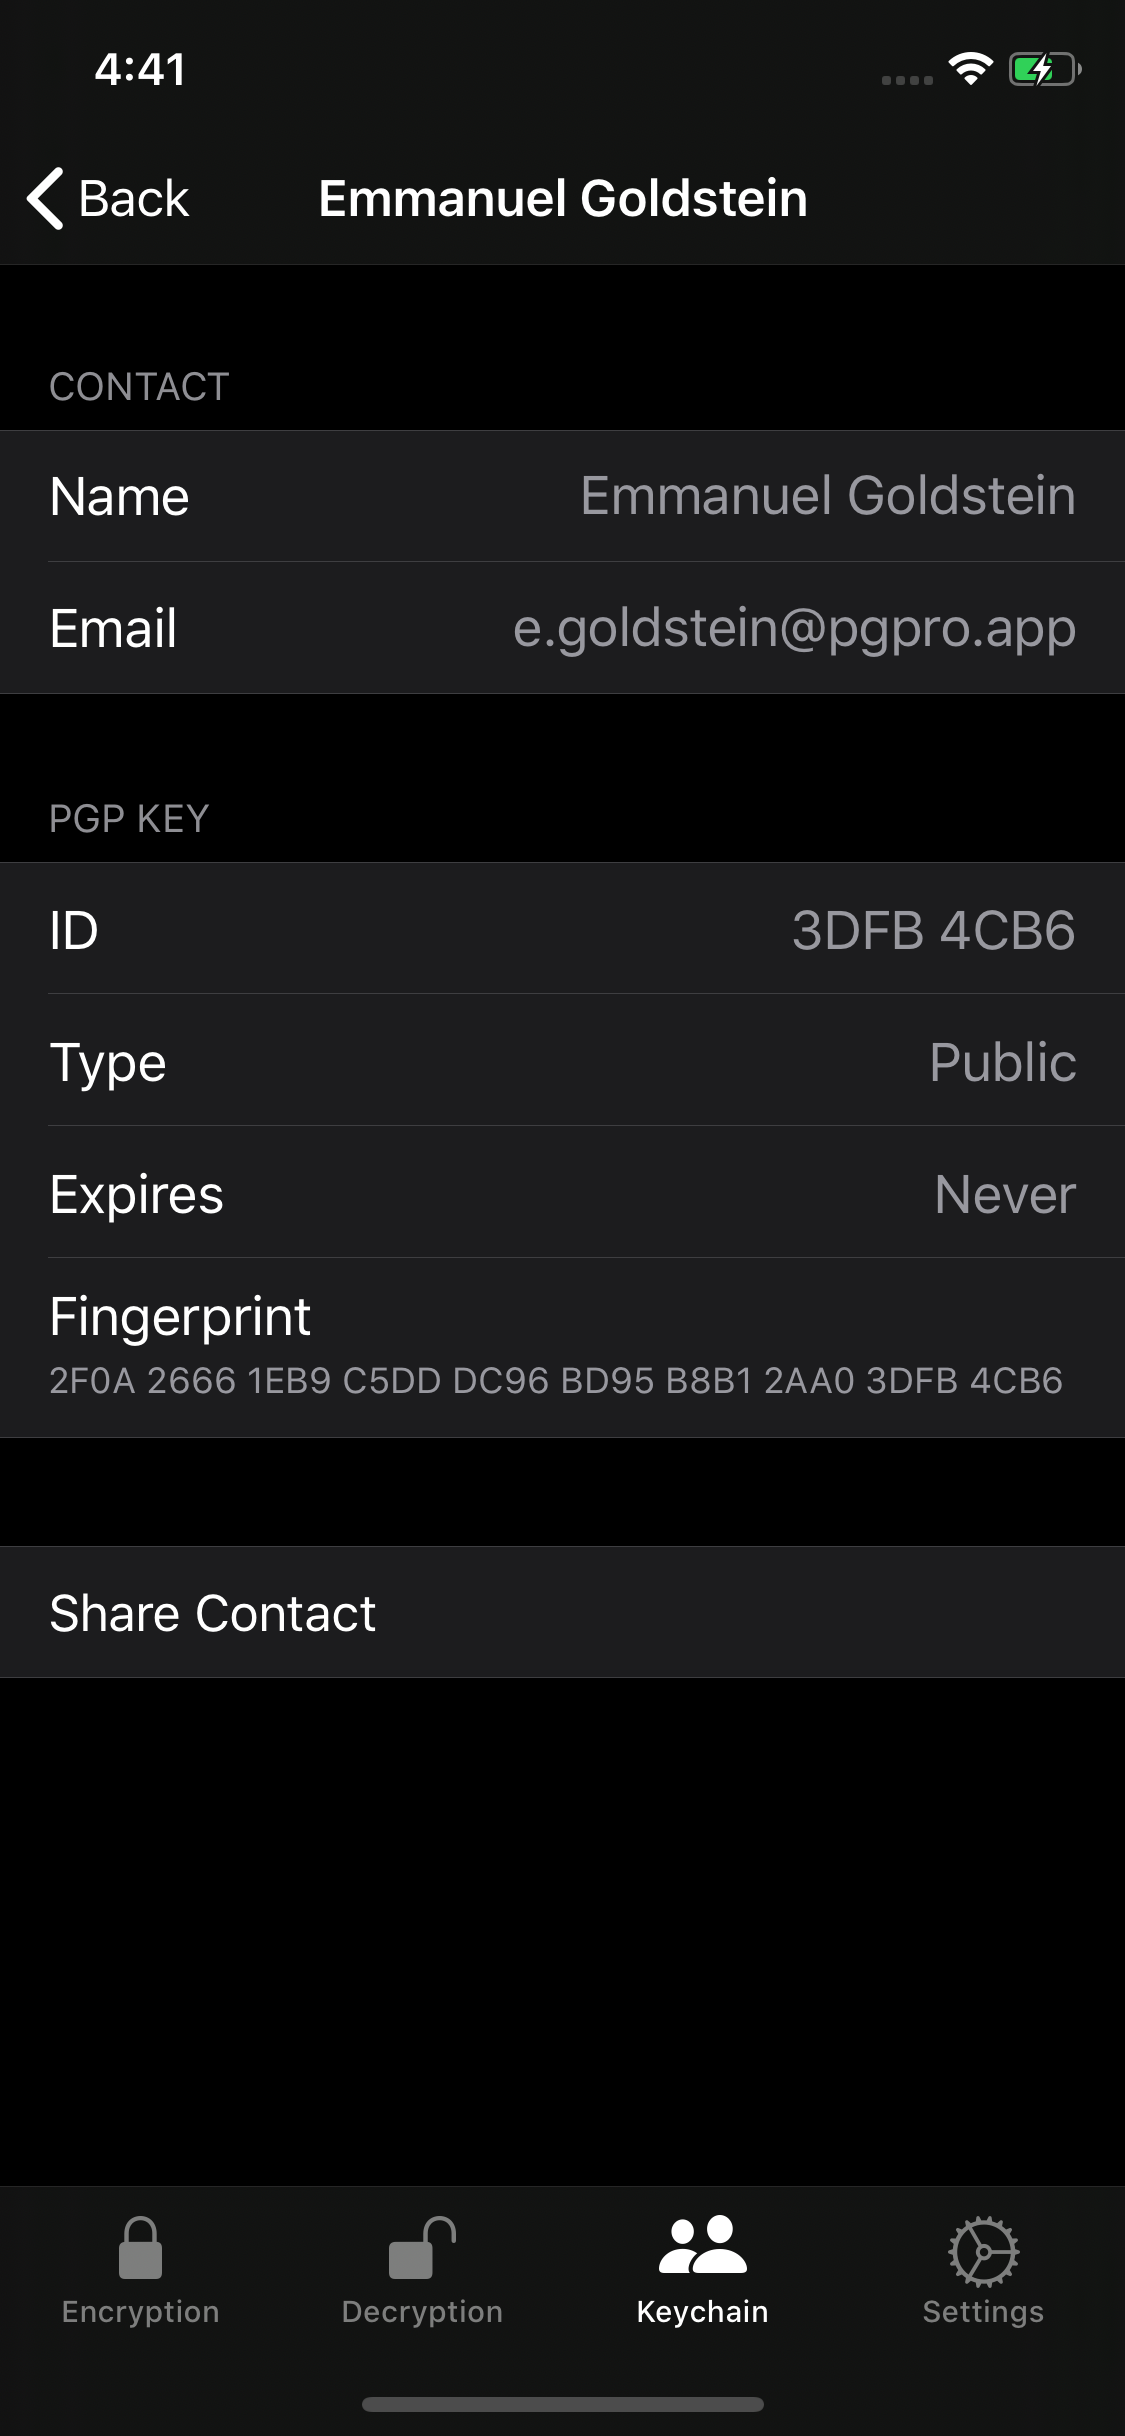 4:41
Back
Emmanuel Goldstein
CONTACT
Name Emmanuel Goldstein
Email e.goldstein@pgpro.app
PGP KEY
ID 3DFB 4CB6
Type Public
Expires Never
Fingerprint
2F0A 2666 1EB9 C5DD DC96 BD95 B8B1 2AA0 3DFB 4CB6
Share Contact
Encryption Decryption Keychain Settings